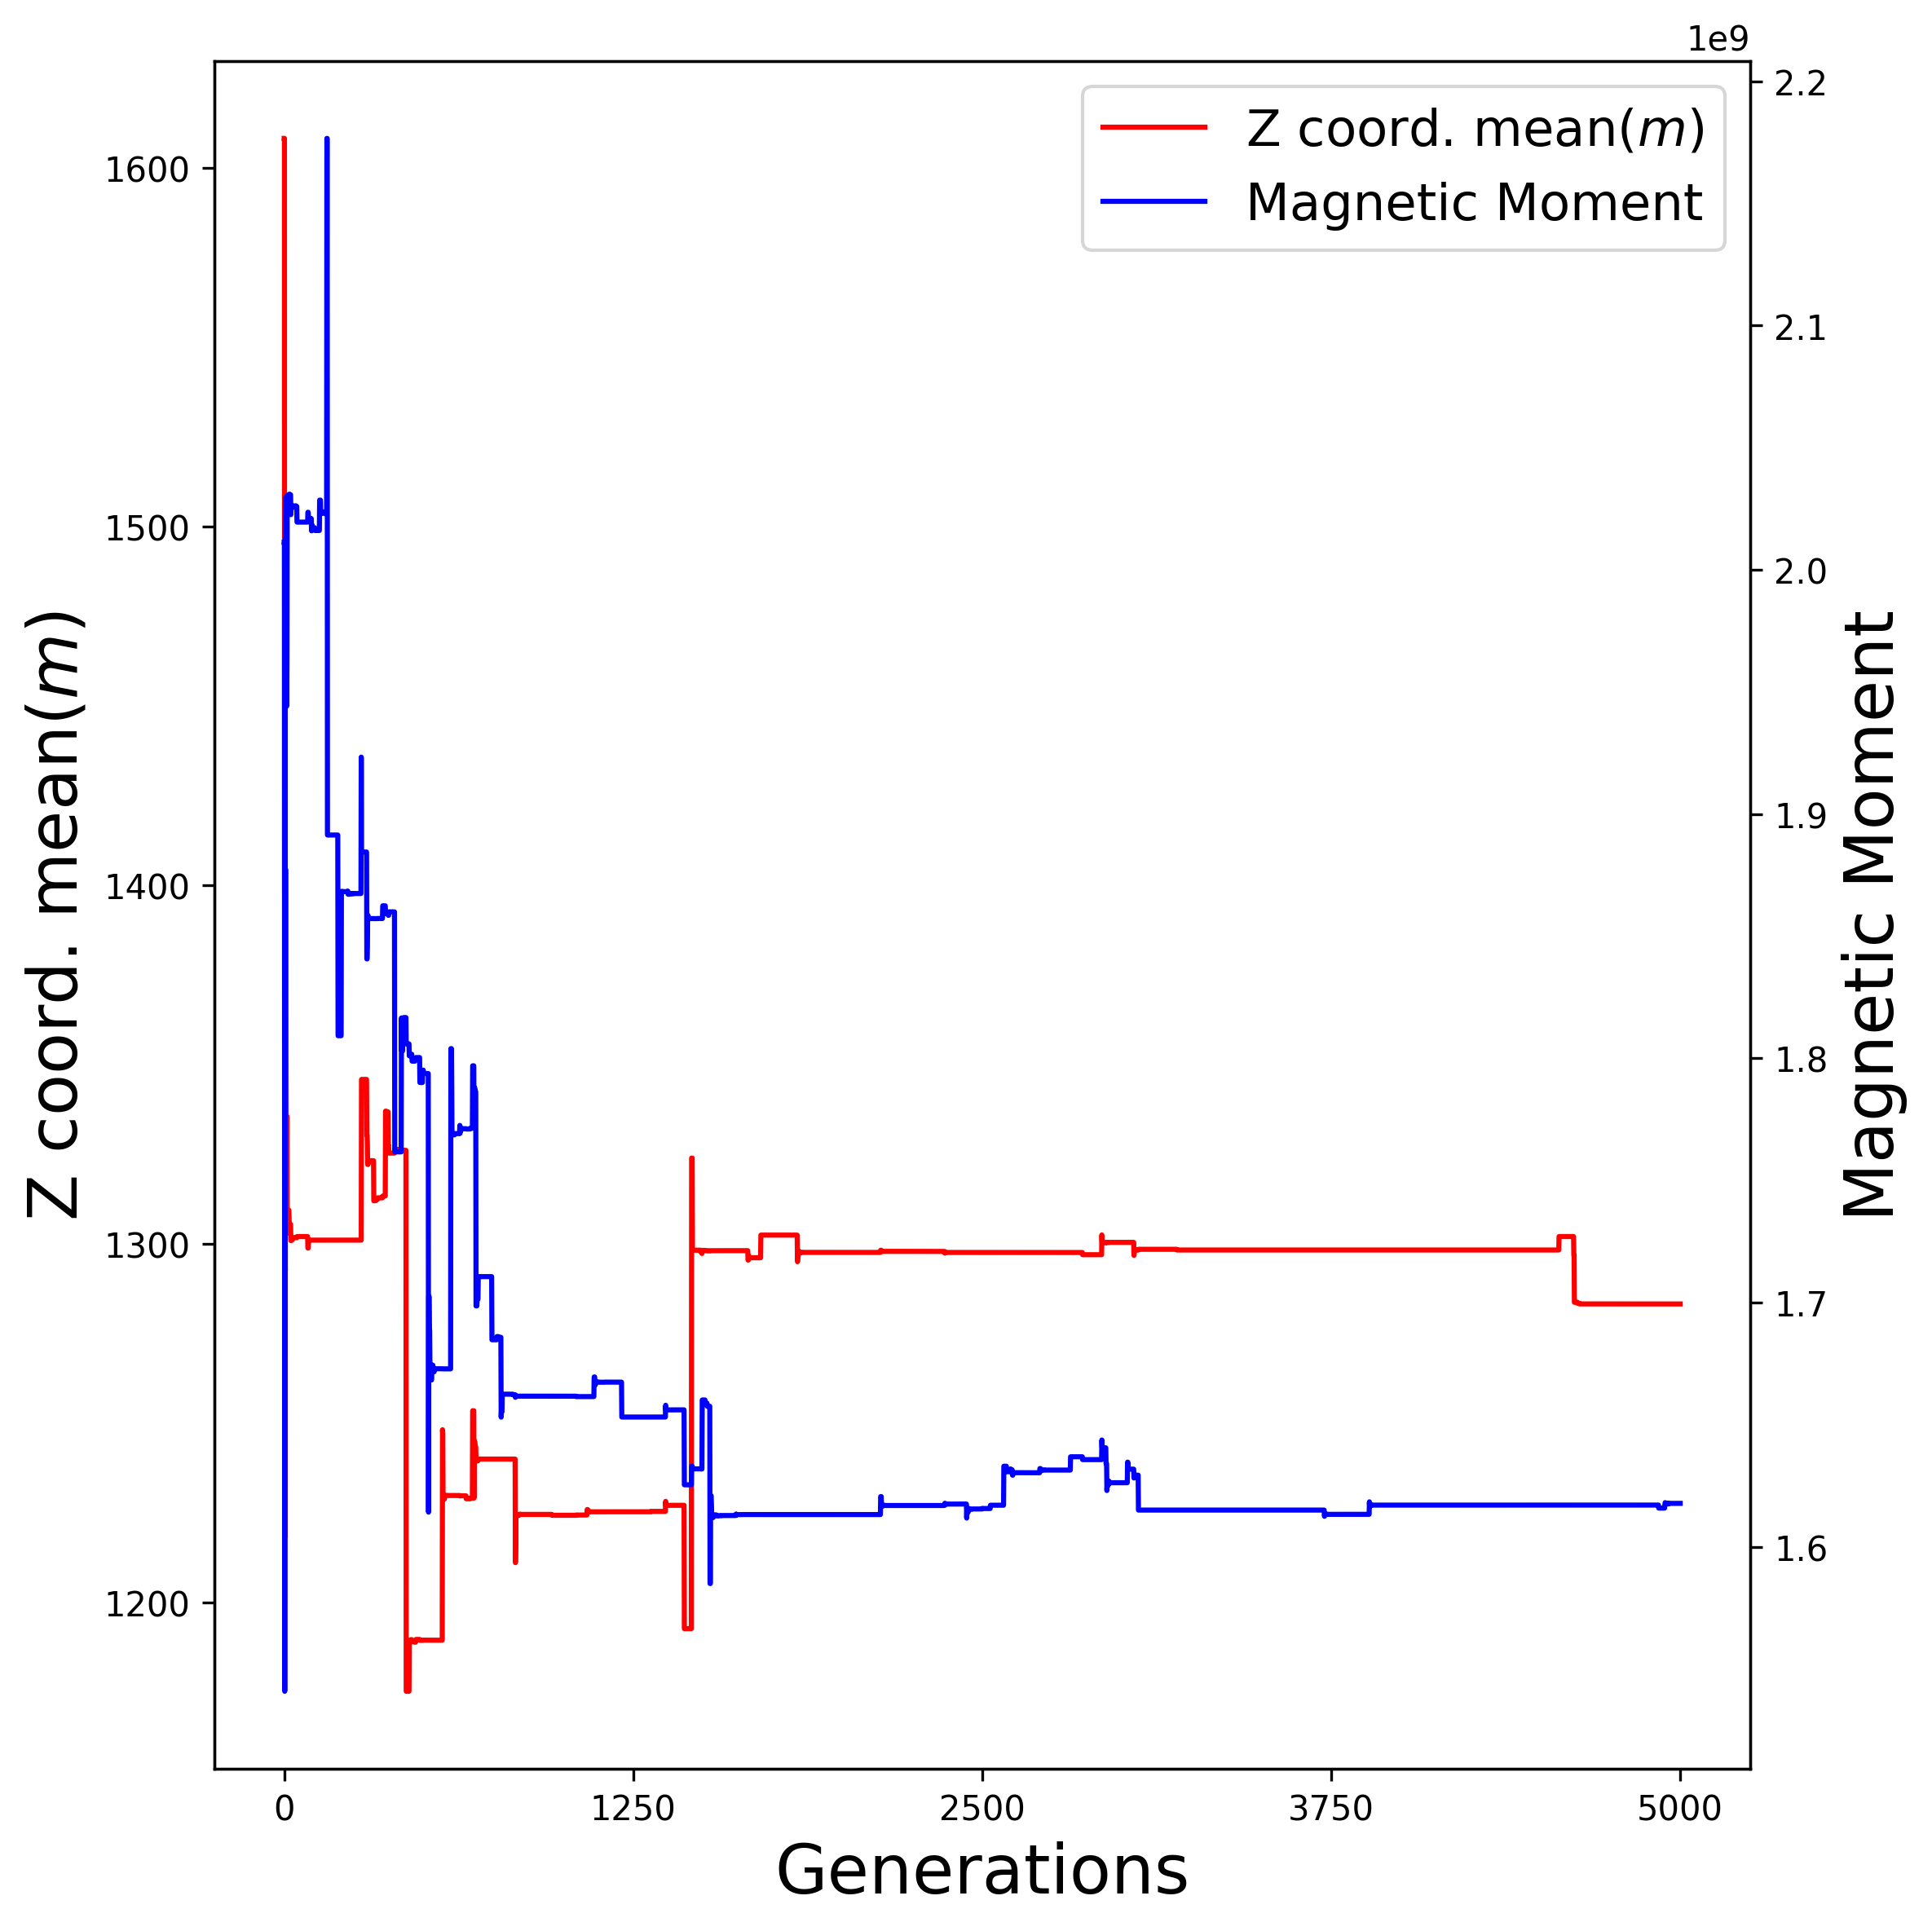 1e9
Z coord. mean(m)
Magnetic Moment
1600
1500
1400
1300
1200
Z coord. mean(m)
2.2
2.1
2.0
1.9
1.8
1.7
1.6
Magnetic Moment
0 1250 2500 3750 5000
Generations